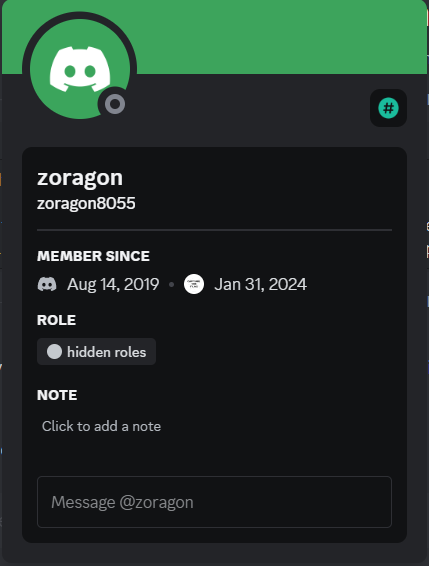 #
zoragon
zoragon8055
MEMBER SINCE
Aug 14, 2019 • Jan 31, 2024
ROLE
hidden roles
NOTE
Click to add a note
Message @zoragon